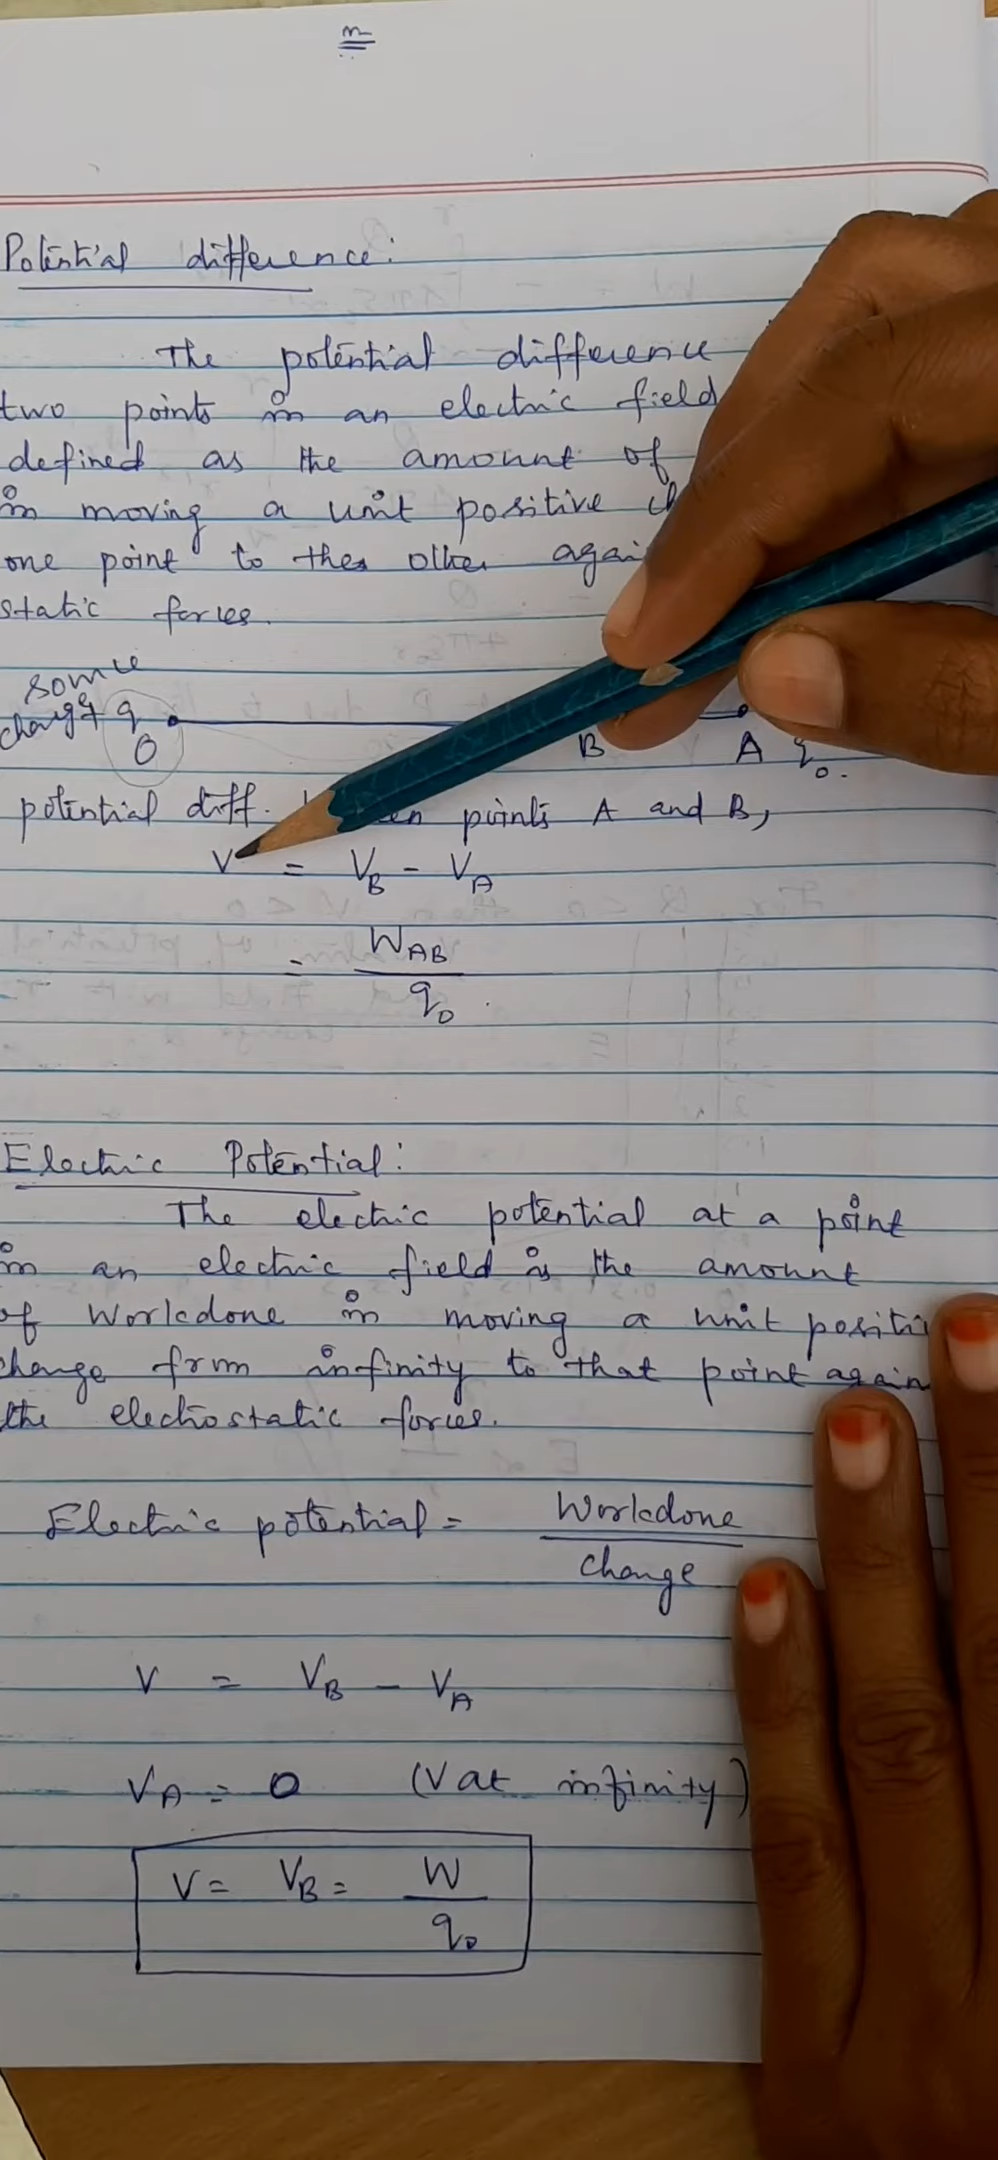 Potential difference:
The potential difference
two points in an electric field
defined as the amount of
in moving a unit positive
one point to the other
static forces.
source
charge + q
O B A q₀.
potential diff. points A and B,
V = V_B - V_A
= W_AB / q₀
Electric Potential:
The electric potential at a point
in an electric field is the amount
of Workdone in moving a unit
charge from infinity to that point
the electrostatic forces.
Electric potential = Workdone / charge
V = V_B - V_A
V_A = 0 (V at infinity)
V = V_B = W / q₀